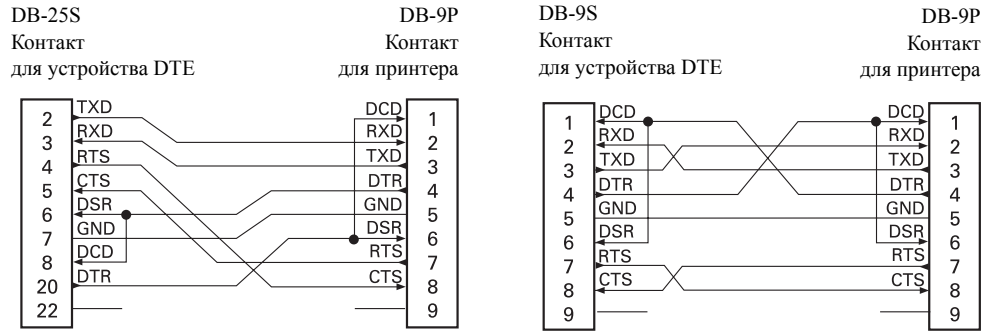 DB-25S
DB-9P
Контакт
для устройства DTE
Контакт
для принтера
2 TXD DCD 1
3 RXD RXD 2
4 RTS TXD 3
5 CTS DTR 4
6 DSR GND 5
7 GND DSR 6
8 DCD RTS 7
20 DTR CTS 8
22 9
DB-9S
DB-9P
Контакт
для устройства DTE
Контакт
для принтера
1 DCD DCD 1
2 RXD RXD 2
3 TXD TXD 3
4 DTR DTR 4
5 GND GND 5
6 DSR DSR 6
7 RTS RTS 7
8 CTS CTS 8
9 9